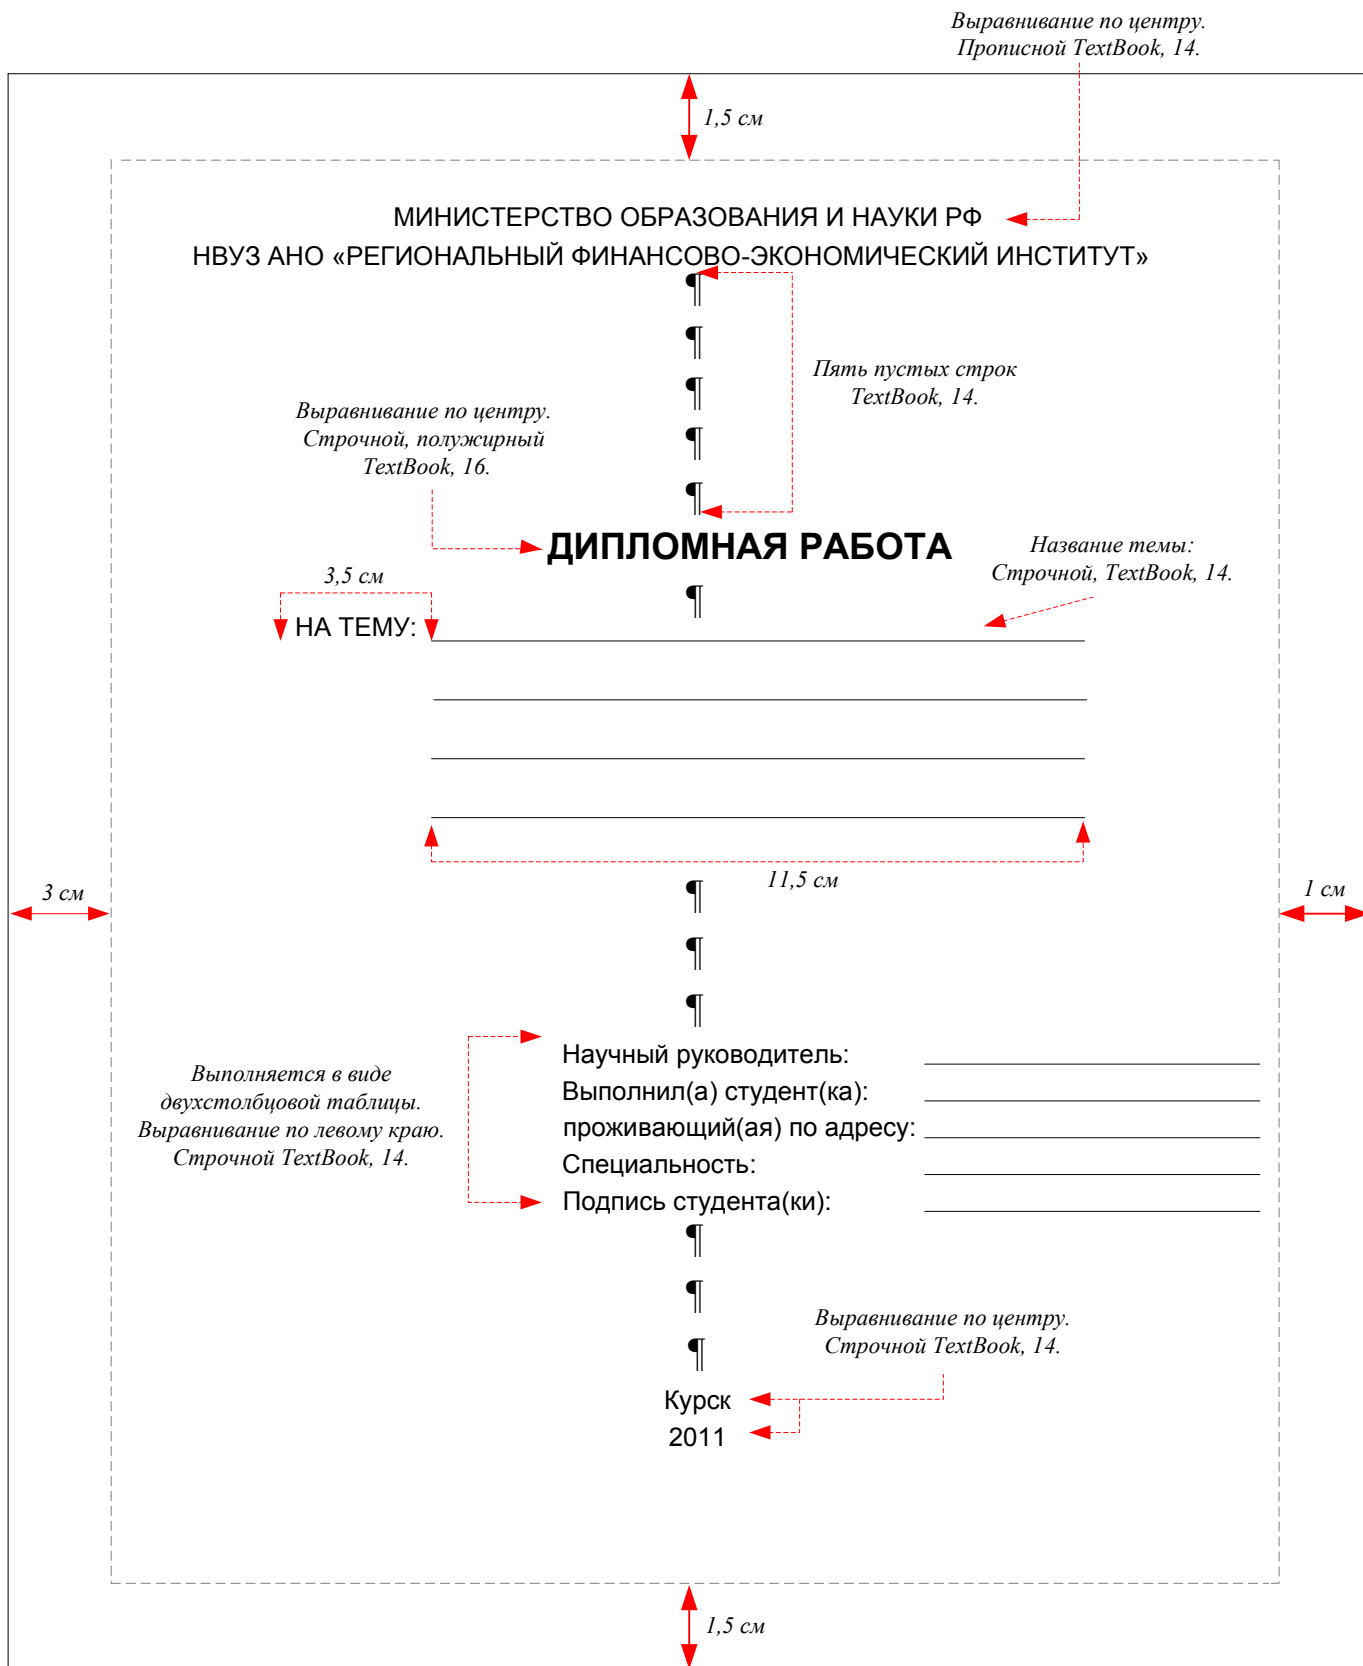 Выравнивание по центру.
Прописной TextBook, 14.
1,5 см
МИНИСТЕРСТВО ОБРАЗОВАНИЯ И НАУКИ РФ
НВУЗ АНО «РЕГИОНАЛЬНЫЙ ФИНАНСОВО-ЭКОНОМИЧЕСКИЙ ИНСТИТУТ»
¶
¶
¶
¶
¶
Пять пустых строк
TextBook, 14.
Выравнивание по центру.
Строчной, полужирный
TextBook, 16.
ДИПЛОМНАЯ РАБОТА
Название темы:
Строчной, TextBook, 14.
3,5 см
¶
НА ТЕМУ:
11,5 см
3 см
1 см
¶
¶
¶
Выполняется в виде
двухстолбцовой таблицы.
Выравнивание по левому краю.
Строчной TextBook, 14.
Научный руководитель:
Выполнил(а) студент(ка):
проживающий(ая) по адресу:
Специальность:
Подпись студента(ки):
¶
¶
¶
Выравнивание по центру.
Строчной TextBook, 14.
Курск
2011
1,5 см